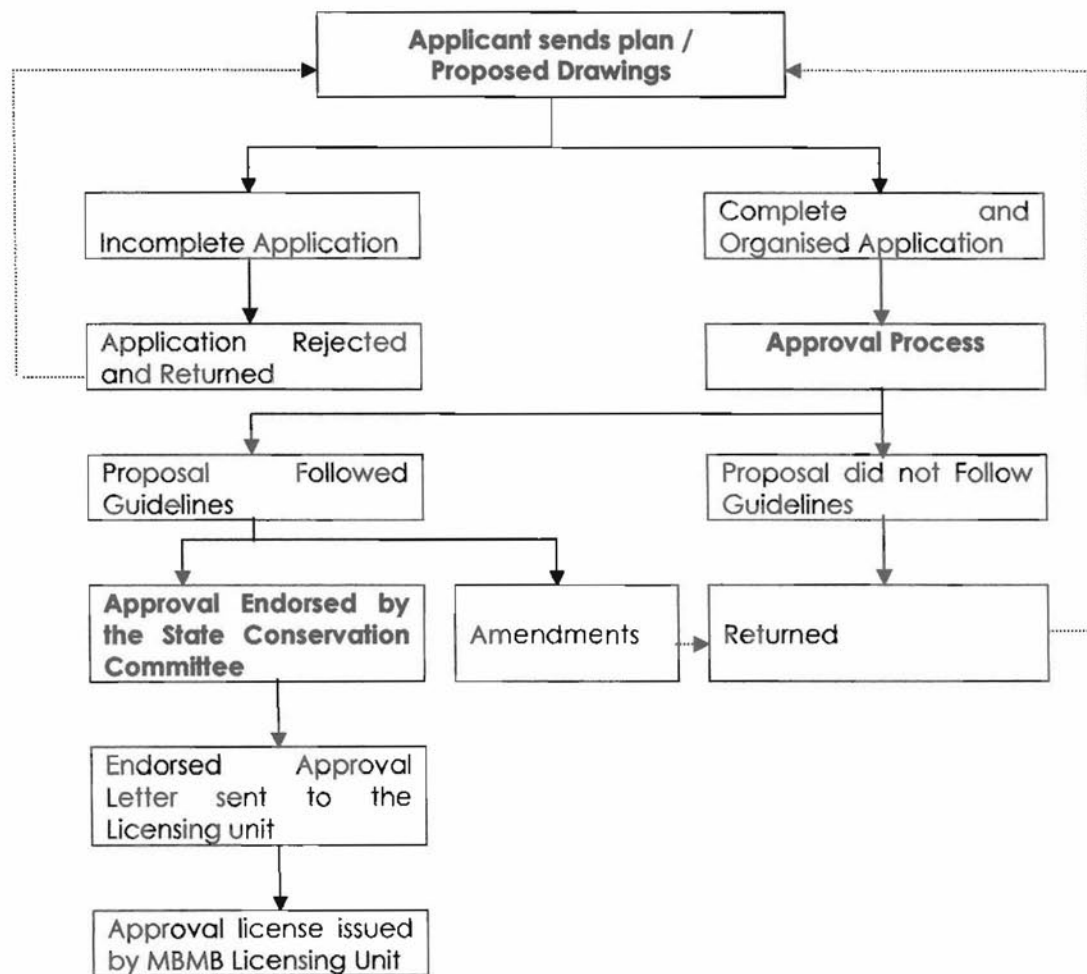 Applicant sends plan /
Proposed Drawings
Incomplete Application
Complete and
Organised Application
Application Rejected
and Returned
Approval Process
Proposal Followed
Guidelines
Proposal did not Follow
Guidelines
Approval Endorsed by
the State Conservation
Committee
Amendments
Returned
Endorsed Approval
Letter sent to the
Licensing unit
Approval license issued
by MBMB Licensing Unit